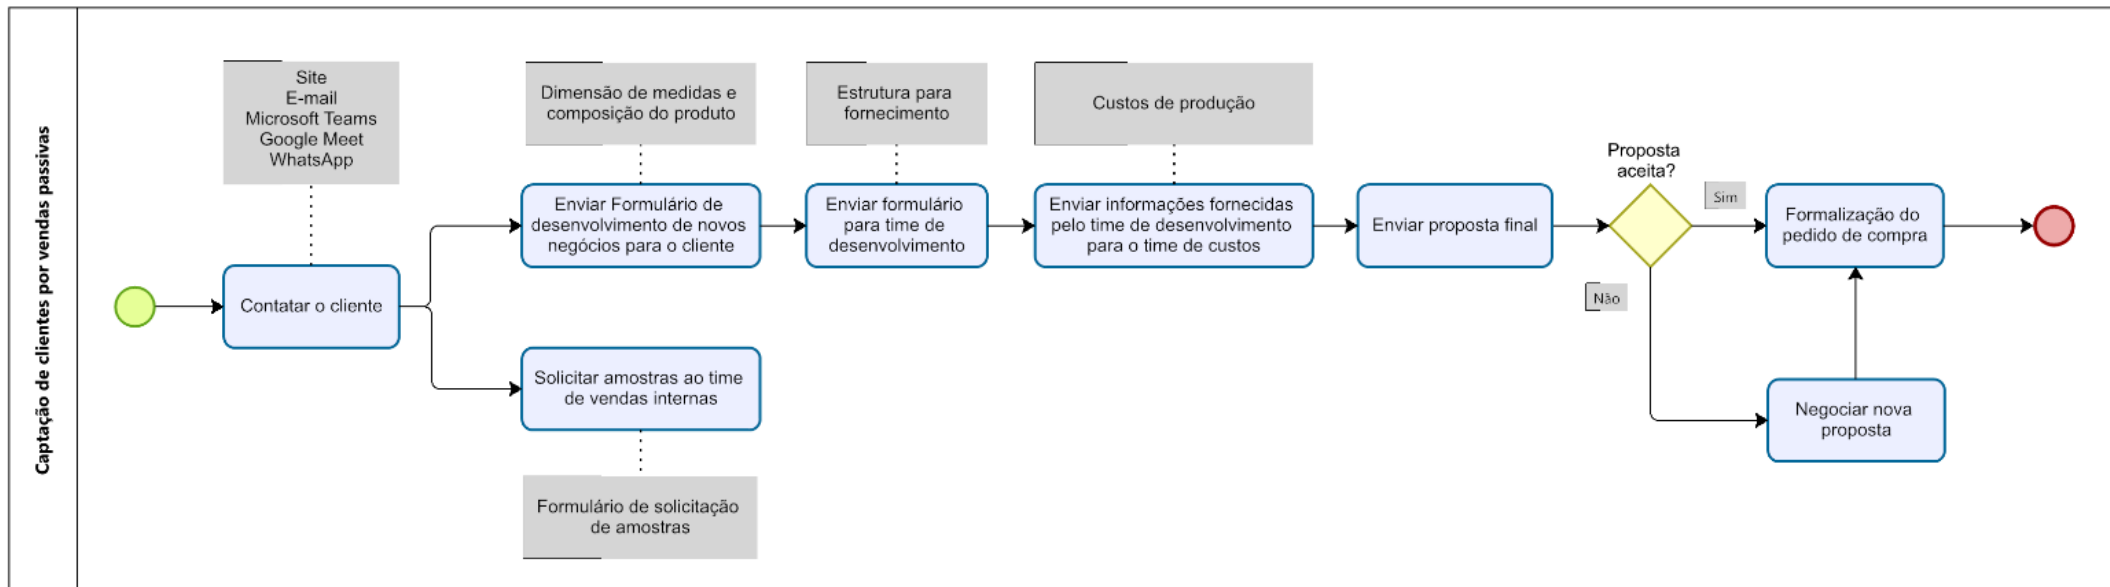 Captação de clientes por vendas passivas
Site
E-mail
Microsoft Teams
Google Meet
WhatsApp
Contatar o cliente
Dimensão de medidas e
composição do produto
Enviar Formulário de
desenvolvimento de novos
negócios para o cliente
Solicitar amostras ao time
de vendas internas
Formulário de solicitação
de amostras
Estrutura para
fornecimento
Enviar formulário
para time de
desenvolvimento
Custos de produção
Enviar informações fornecidas
pelo time de desenvolvimento
para o time de custos
Enviar proposta final
Proposta
aceita?
Sim
Não
Formalização do
pedido de compra
Negociar nova
proposta